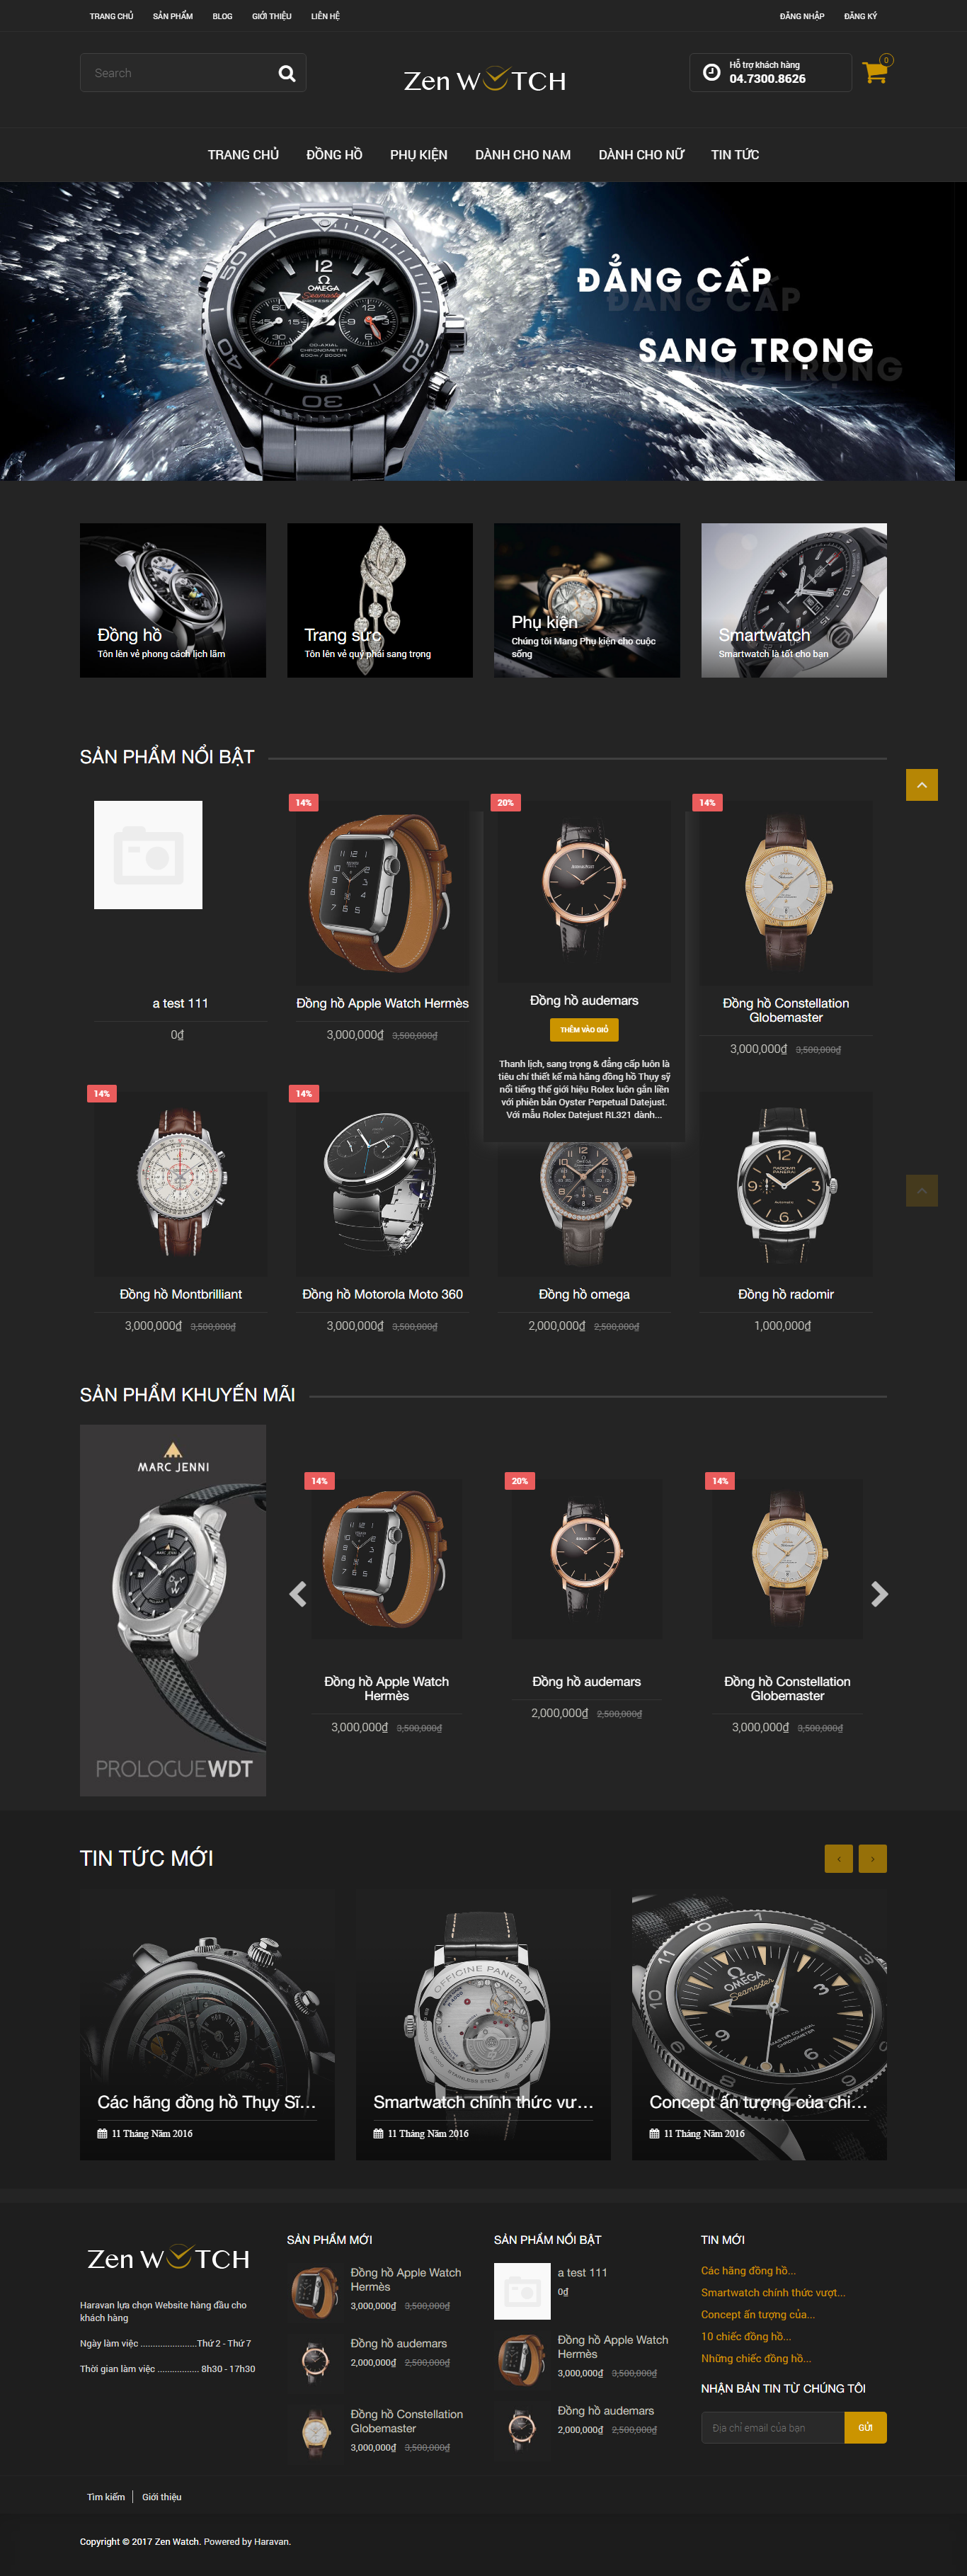 TRANG CHỦ SẢN PHẨM BLOG GIỚI THIỆU LIÊN HỆ ĐĂNG NHẬP ĐĂNG KÝ
Search
Zen WTCH
Hỗ trợ khách hàng
04.7300.8626
0
TRANG CHỦ ĐỒNG HỒ PHỤ KIỆN DÀNH CHO NAM DÀNH CHO NỮ TIN TỨC
ĐẲNG CẤP
SANG TRỌNG
Đồng hồ
Tôn lên vẻ phong cách lịch lãm
Trang sức
Tôn lên vẻ quý phái sang trọng
Phụ kiện
Chúng tôi Mang Phụ kiện cho cuộc
sống
Smartwatch
Smartwatch là tốt cho bạn
SẢN PHẨM NỔI BẬT
a test 111
0₫
14%
Đồng hồ Apple Watch Hermès
3,000,000₫ 3,500,000₫
20%
Đồng hồ audemars
THÊM VÀO GIỎ
Thanh lịch, sang trọng & đẳng cấp luôn là
tiêu chí thiết kế mà hãng đồng hồ Thụy sỹ
nổi tiếng thế giới hiệu Rolex luôn gắn liền
với phiên bản Oyster Perpetual Datejust.
Với mẫu Rolex Datejust RL321 dành...
14%
Đồng hồ Constellation
Globemaster
3,000,000₫ 3,500,000₫
14%
Đồng hồ Montbrilliant
3,000,000₫ 3,500,000₫
14%
Đồng hồ Motorola Moto 360
3,000,000₫ 3,500,000₫
Đồng hồ omega
2,000,000₫ 2,500,000₫
Đồng hồ radomir
1,000,000₫
SẢN PHẨM KHUYẾN MÃI
MARC JENNI
PROLOGUEWDT
14%
Đồng hồ Apple Watch
Hermès
3,000,000₫ 3,500,000₫
20%
Đồng hồ audemars
2,000,000₫ 2,500,000₫
14%
Đồng hồ Constellation
Globemaster
3,000,000₫ 3,500,000₫
TIN TỨC MỚI
Các hãng đồng hồ Thụy Sĩ...
11 Tháng Năm 2016
OFFICINE PANERAI
Smartwatch chính thức vư...
11 Tháng Năm 2016
OMEGA
Seamaster
Concept ấn tượng của chi...
11 Tháng Năm 2016
Zen WTCH
Haravan lựa chọn Website hàng đầu cho
khách hàng
Ngày làm việc .......................Thứ 2 - Thứ 7
Thời gian làm việc ................. 8h30 - 17h30
SẢN PHẨM MỚI
Đồng hồ Apple Watch
Hermès
3,000,000₫ 3,500,000₫
Đồng hồ audemars
2,000,000₫ 2,500,000₫
Đồng hồ Constellation
Globemaster
3,000,000₫ 3,500,000₫
SẢN PHẨM NỔI BẬT
a test 111
0₫
Đồng hồ Apple Watch
Hermès
3,000,000₫ 3,500,000₫
Đồng hồ audemars
2,000,000₫ 2,500,000₫
TIN MỚI
Các hãng đồng hồ...
Smartwatch chính thức vượt...
Concept ấn tượng của...
10 chiếc đồng hồ...
Những chiếc đồng hồ...
NHẬN BẢN TIN TỪ CHÚNG TÔI
Địa chỉ email của bạn
GỬI
Tìm kiếm Giới thiệu
Copyright © 2017 Zen Watch. Powered by Haravan.